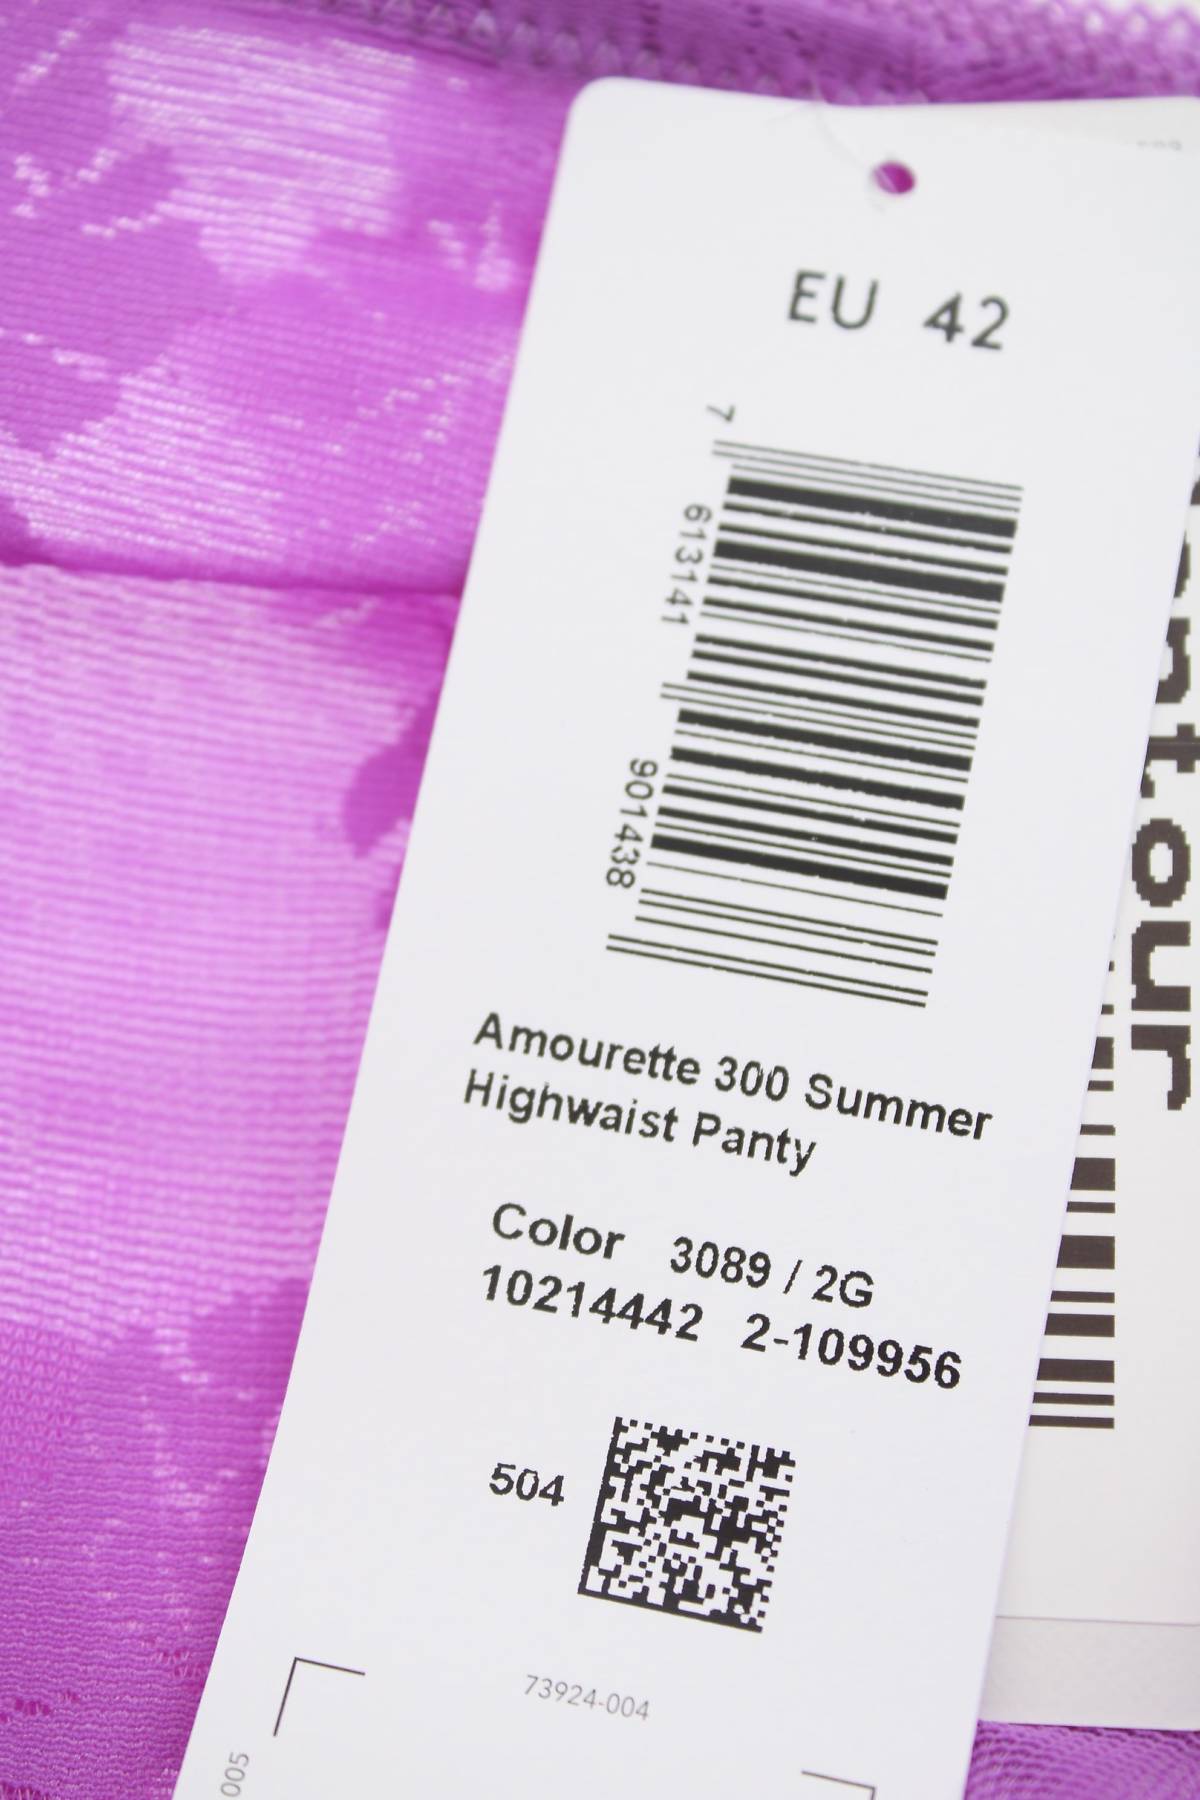 EU 42
7 613141 901438
Amourette 300 Summer
Highwaist Panty
Color 3089 / 2G
10214442 2-109956
504
73924-004
005